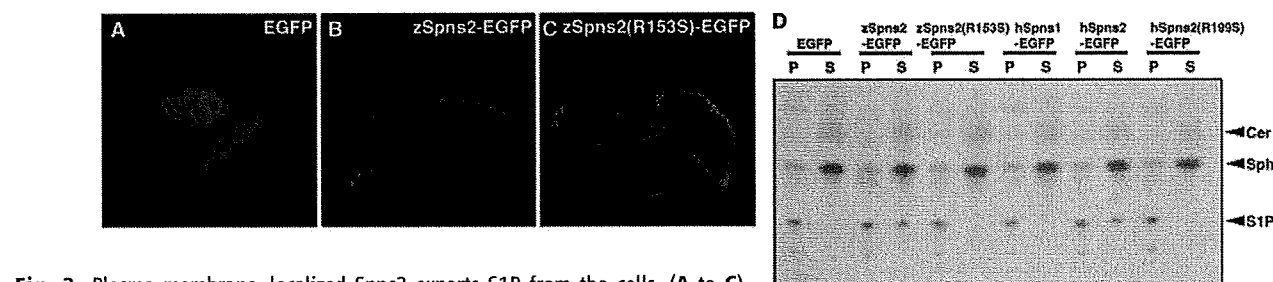 A EGFP B zSpns2-EGFP C zSpns2(R153S)-EGFP
D
EGFP zSpns2 -EGFP zSpns2(R153S) -EGFP hSpns1 -EGFP hSpns2 -EGFP hSpns2(R199S) -EGFP
P S P S P S P S P S P S
Cer
Sph
S1P
Fig. 3. Plasma membrane–localized Spns2 exports S1P from the cells. (A to C)